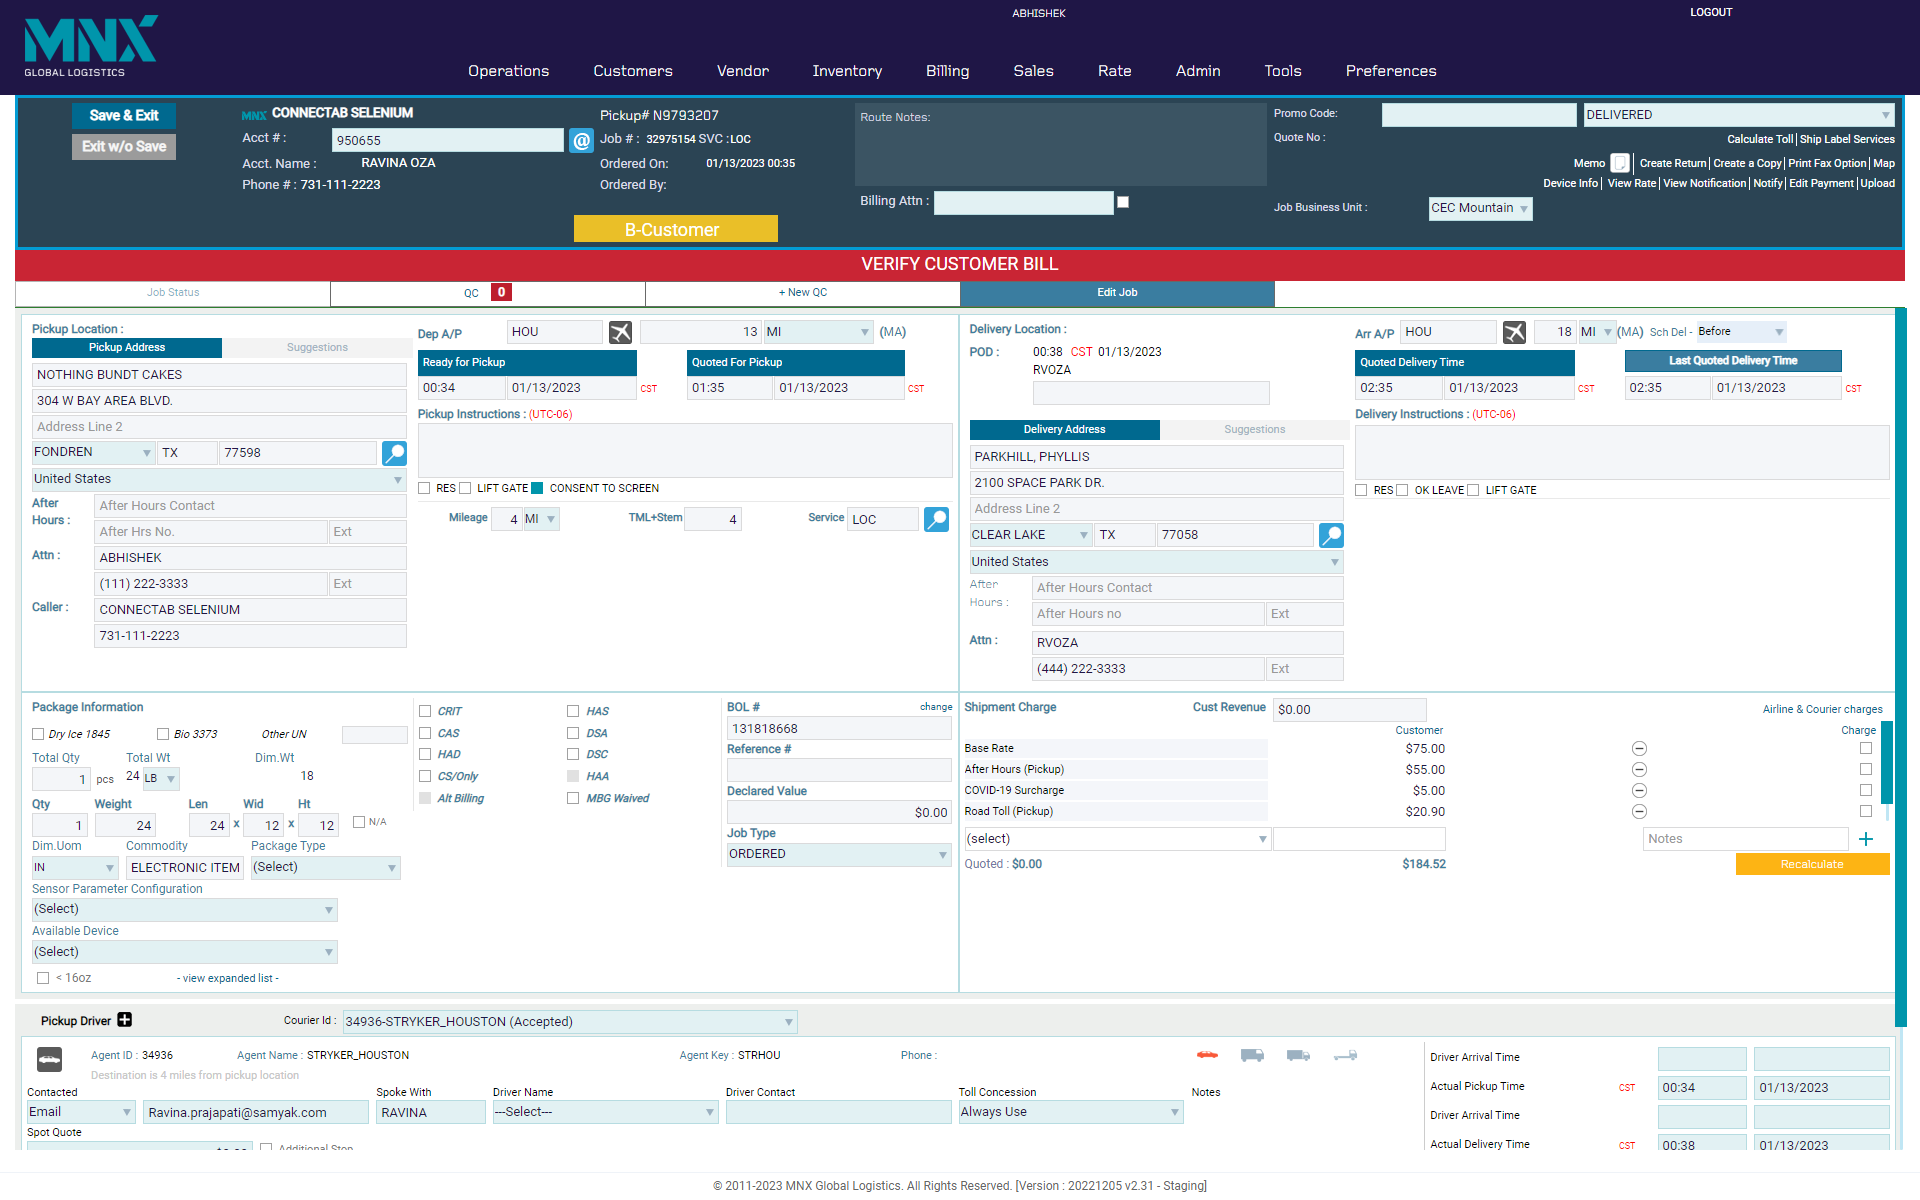 ABHISHEK
LOGOUT
MNX
GLOBAL LOGISTICS
Operations Customers Vendor Inventory Billing Sales Rate Admin Tools Preferences
Save & Exit
Exit w/o Save
MNX CONNECTAB SELENIUM
Acct # : 950655 @
Acct. Name : RAVINA OZA
Phone # : 731-111-2223
Pickup# N9793207
Job # : 32975154 SVC :LOC
Ordered On: 01/13/2023 00:35
Ordered By:
B-Customer
Route Notes:
Billing Attn :
Promo Code: DELIVERED
Quote No :
Calculate Toll | Ship Label Services
Memo | Create Return | Create a Copy | Print Fax Option | Map
Device Info | View Rate | View Notification | Notify | Edit Payment | Upload
Job Business Unit : CEC Mountain
VERIFY CUSTOMER BILL
Job Status QC 0 + New QC Edit Job
Pickup Location :
Pickup Address Suggestions
NOTHING BUNDT CAKES
304 W BAY AREA BLVD.
Address Line 2
FONDREN TX 77598
United States
After Hours : After Hours Contact
After Hrs No. Ext
Attn : ABHISHEK
(111) 222-3333 Ext
Caller : CONNECTAB SELENIUM
731-111-2223
Dep A/P HOU 13 MI (MA)
Ready for Pickup Quoted For Pickup
00:34 01/13/2023 CST 01:35 01/13/2023 CST
Pickup Instructions : (UTC-06)
RES LIFT GATE CONSENT TO SCREEN
Mileage 4 MI TML+Stem 4 Service LOC
Delivery Location :
POD : 00:38 CST 01/13/2023
RVOZA
Delivery Address Suggestions
PARKHILL, PHYLLIS
2100 SPACE PARK DR.
Address Line 2
CLEAR LAKE TX 77058
United States
After Hours : After Hours Contact
After Hours no Ext
Attn : RVOZA
(444) 222-3333 Ext
Arr A/P HOU 18 MI (MA) Sch Del - Before
Quoted Delivery Time Last Quoted Delivery Time
02:35 01/13/2023 CST 02:35 01/13/2023 CST
Delivery Instructions : (UTC-06)
RES OK LEAVE LIFT GATE
Package Information
Dry Ice 1845 Bio 3373 Other UN
Total Qty Total Wt Dim.Wt
1 pcs 24 LB 18
Qty Weight Len Wid Ht
1 24 24 x 12 x 12 N/A
Dim.Uom Commodity Package Type
IN ELECTRONIC ITEM (Select)
Sensor Parameter Configuration
(Select)
Available Device
(Select)
< 16oz - view expanded list -
CRIT HAS
CAS DSA
HAD DSC
CS/Only HAA
Alt Billing MBG Waived
BOL # change
131818668
Reference #
Declared Value
$0.00
Job Type
ORDERED
Shipment Charge Cust Revenue $0.00 Airline & Courier charges
Customer Charge
Base Rate $75.00
After Hours (Pickup) $55.00
COVID-19 Surcharge $5.00
Road Toll (Pickup) $20.90
(select) Notes
Quoted : $0.00 $184.52 Recalculate
Pickup Driver Courier Id : 34936-STRYKER_HOUSTON (Accepted)
Agent ID : 34936 Agent Name : STRYKER_HOUSTON Agent Key : STRHOU Phone :
Destination is 4 miles from pickup location
Contacted Spoke With Driver Name Driver Contact Toll Concession Notes
Email Ravina.prajapati@samyak.com RAVINA ---Select--- Always Use
Spot Quote
Additional Stop
Driver Arrival Time
Actual Pickup Time CST 00:34 01/13/2023
Driver Arrival Time
Actual Delivery Time CST 00:38 01/13/2023
© 2011-2023 MNX Global Logistics. All Rights Reserved. [Version : 20221205 v2.31 - Staging]